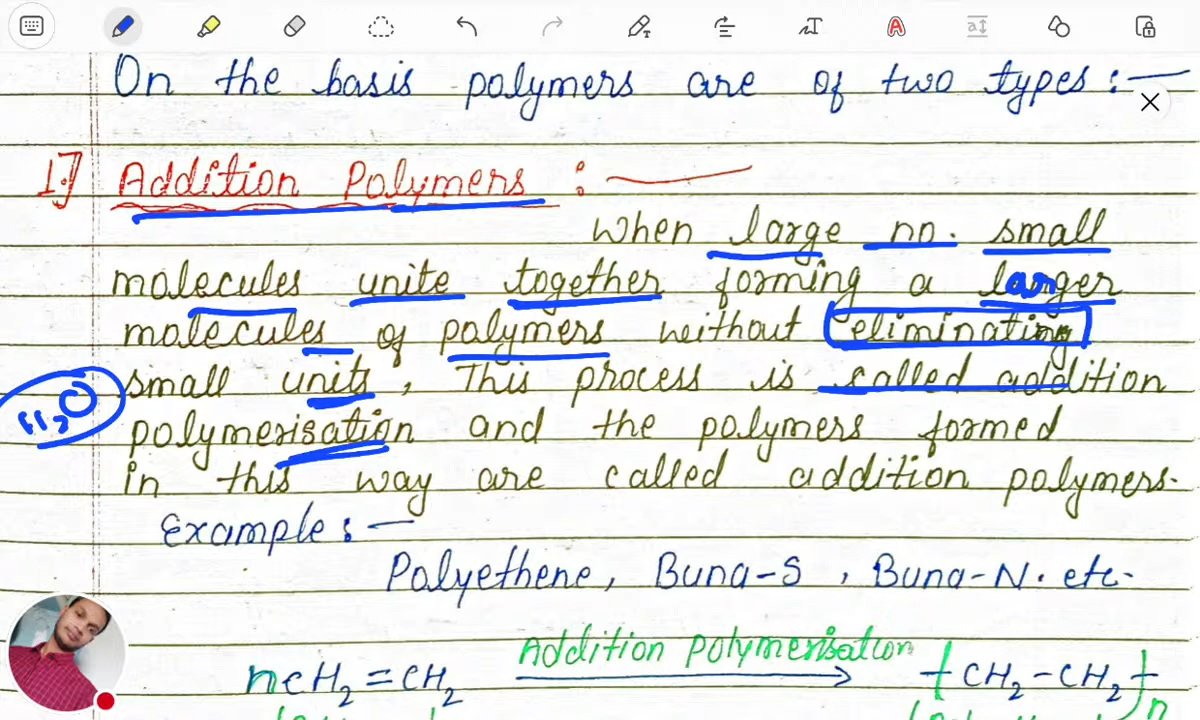 On the basis polymers are of two types :—
1.] Addition Polymers :—
When large no. small
molecules unite together forming a larger
molecules of polymers without eliminating
small units, This process is called addition
polymerisation and the polymers formed
in this way are called addition polymers.
H₂O
Example :—
Polyethene, Buna-S, Buna-N. etc.
Addition polymerisation
nCH₂=CH₂ ⟶ {CH₂-CH₂}n